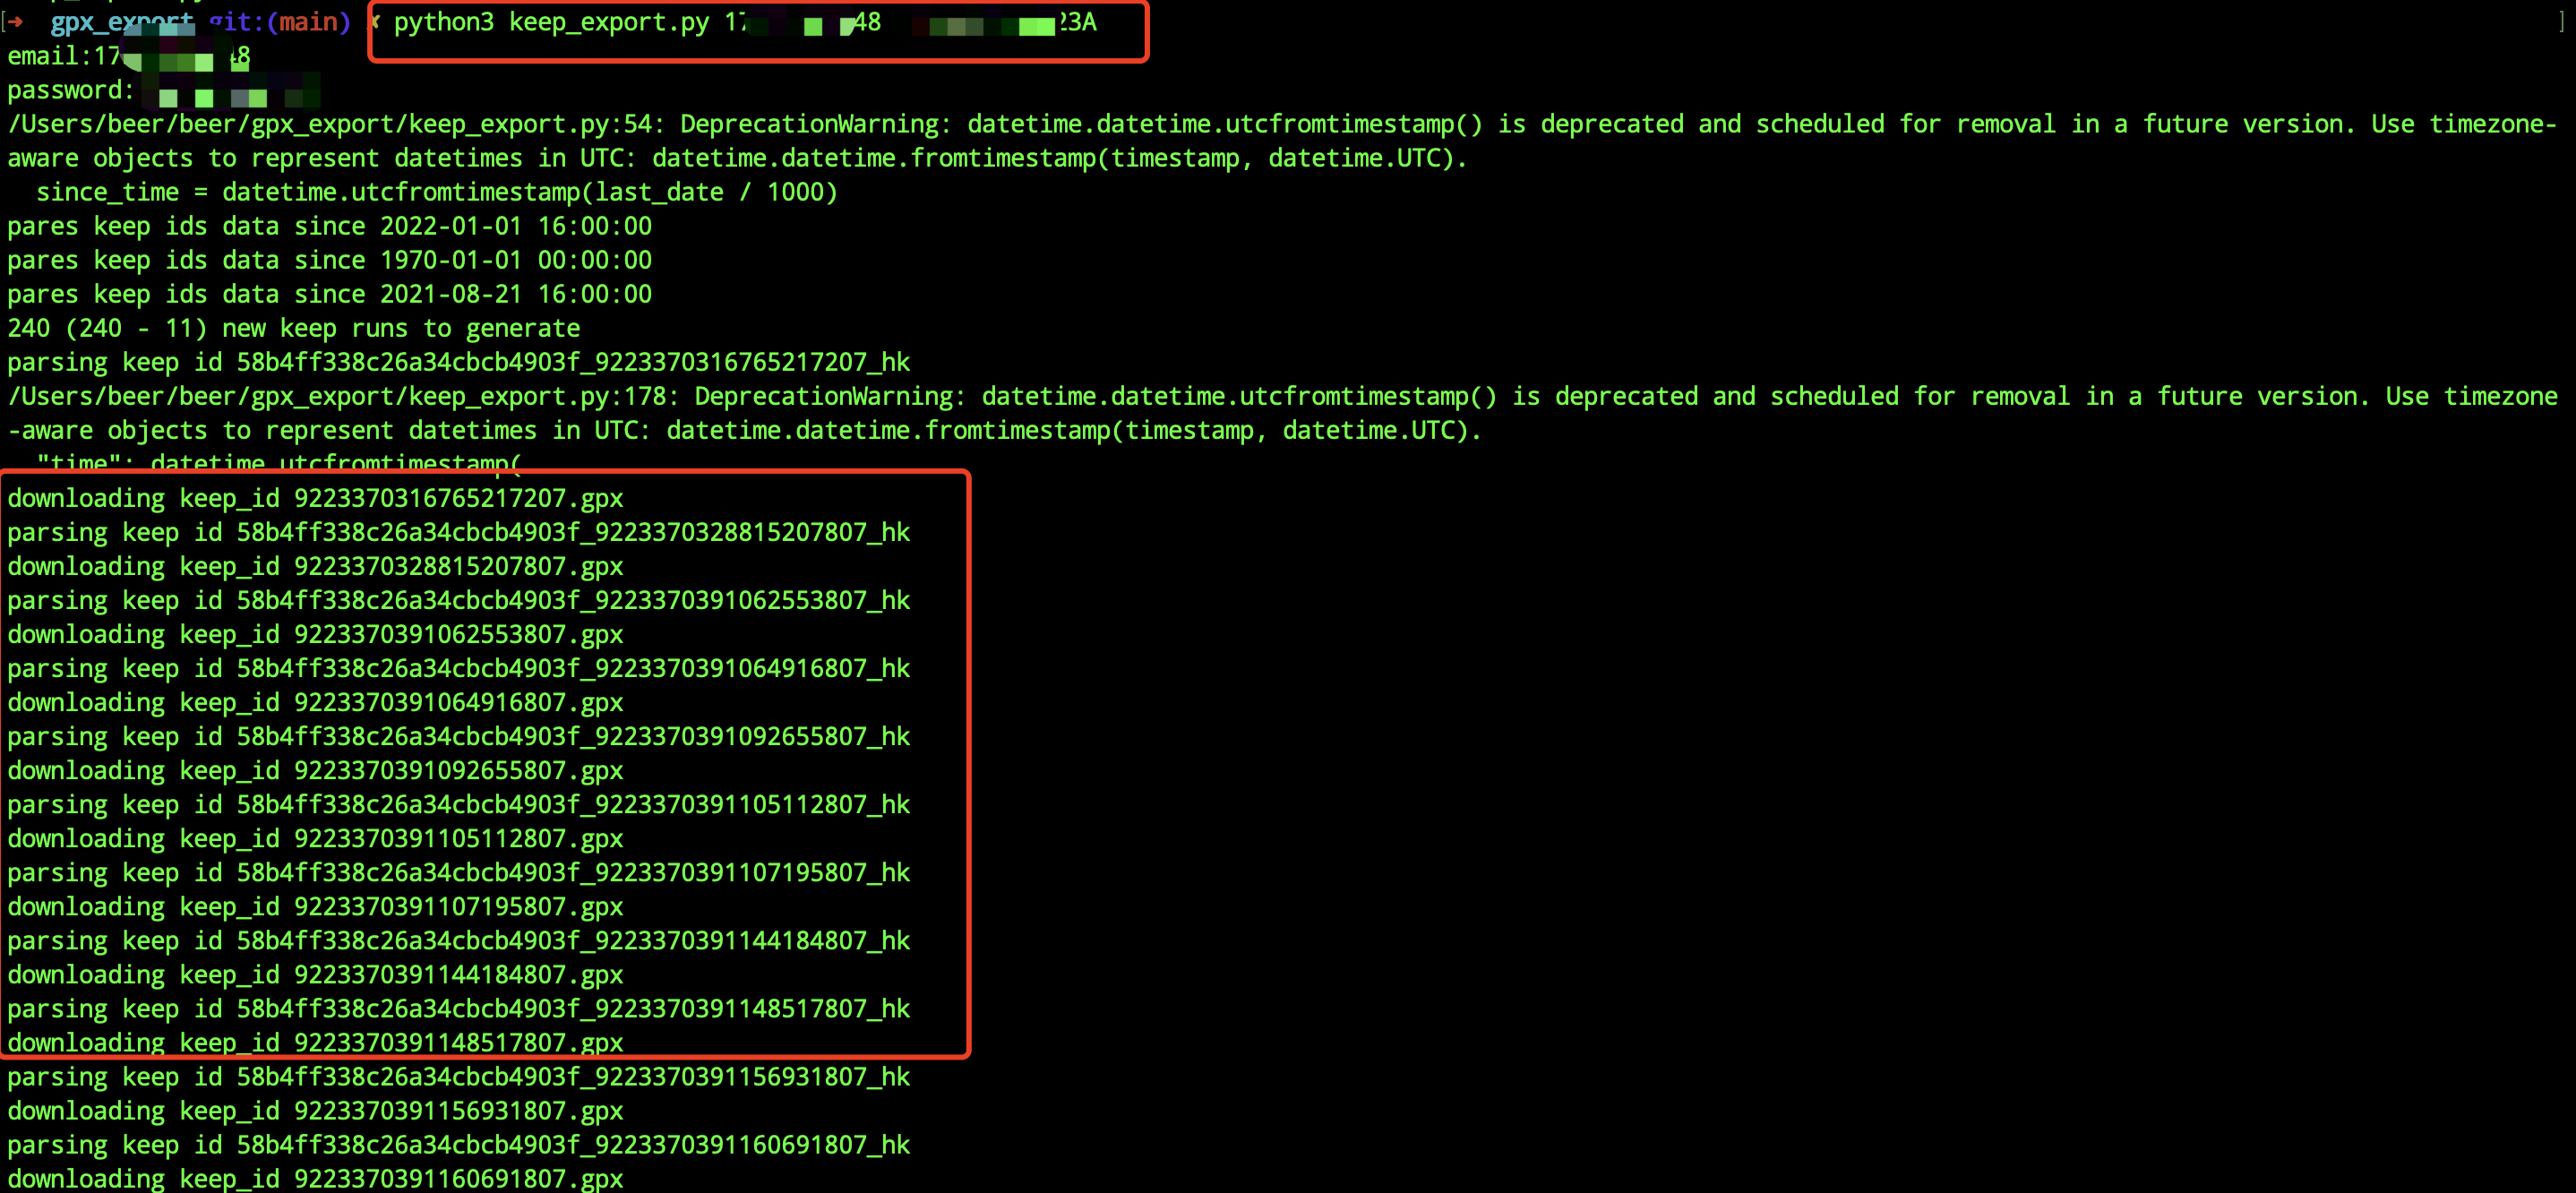 [➜ gpx_export git:(main) ✗ python3 keep_export.py 17 48 23A ]
email:17 48
password:
/Users/beer/beer/gpx_export/keep_export.py:54: DeprecationWarning: datetime.datetime.utcfromtimestamp() is deprecated and scheduled for removal in a future version. Use timezone-
aware objects to represent datetimes in UTC: datetime.datetime.fromtimestamp(timestamp, datetime.UTC).
  since_time = datetime.utcfromtimestamp(last_date / 1000)
pares keep ids data since 2022-01-01 16:00:00
pares keep ids data since 1970-01-01 00:00:00
pares keep ids data since 2021-08-21 16:00:00
240 (240 - 11) new keep runs to generate
parsing keep id 58b4ff338c26a34cbcb4903f_9223370316765217207_hk
/Users/beer/beer/gpx_export/keep_export.py:178: DeprecationWarning: datetime.datetime.utcfromtimestamp() is deprecated and scheduled for removal in a future version. Use timezone
-aware objects to represent datetimes in UTC: datetime.datetime.fromtimestamp(timestamp, datetime.UTC).
  "time": datetime.utcfromtimestamp(
downloading keep_id 9223370316765217207.gpx
parsing keep id 58b4ff338c26a34cbcb4903f_9223370328815207807_hk
downloading keep_id 9223370328815207807.gpx
parsing keep id 58b4ff338c26a34cbcb4903f_9223370391062553807_hk
downloading keep_id 9223370391062553807.gpx
parsing keep id 58b4ff338c26a34cbcb4903f_9223370391064916807_hk
downloading keep_id 9223370391064916807.gpx
parsing keep id 58b4ff338c26a34cbcb4903f_9223370391092655807_hk
downloading keep_id 9223370391092655807.gpx
parsing keep id 58b4ff338c26a34cbcb4903f_9223370391105112807_hk
downloading keep_id 9223370391105112807.gpx
parsing keep id 58b4ff338c26a34cbcb4903f_9223370391107195807_hk
downloading keep_id 9223370391107195807.gpx
parsing keep id 58b4ff338c26a34cbcb4903f_9223370391144184807_hk
downloading keep_id 9223370391144184807.gpx
parsing keep id 58b4ff338c26a34cbcb4903f_9223370391148517807_hk
downloading keep_id 9223370391148517807.gpx
parsing keep id 58b4ff338c26a34cbcb4903f_9223370391156931807_hk
downloading keep_id 9223370391156931807.gpx
parsing keep id 58b4ff338c26a34cbcb4903f_9223370391160691807_hk
downloading keep_id 9223370391160691807.gpx